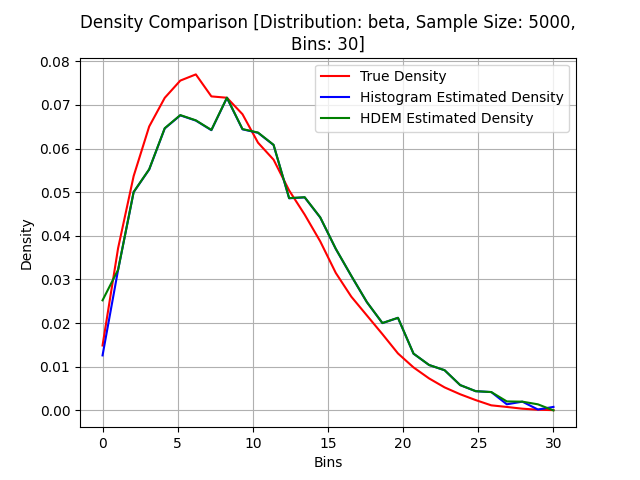 Density Comparison [Distribution: beta, Sample Size: 5000,
Bins: 30]
True Density
Histogram Estimated Density
HDEM Estimated Density
Density
0.08
0.07
0.06
0.05
0.04
0.03
0.02
0.01
0.00
0 5 10 15 20 25 30
Bins